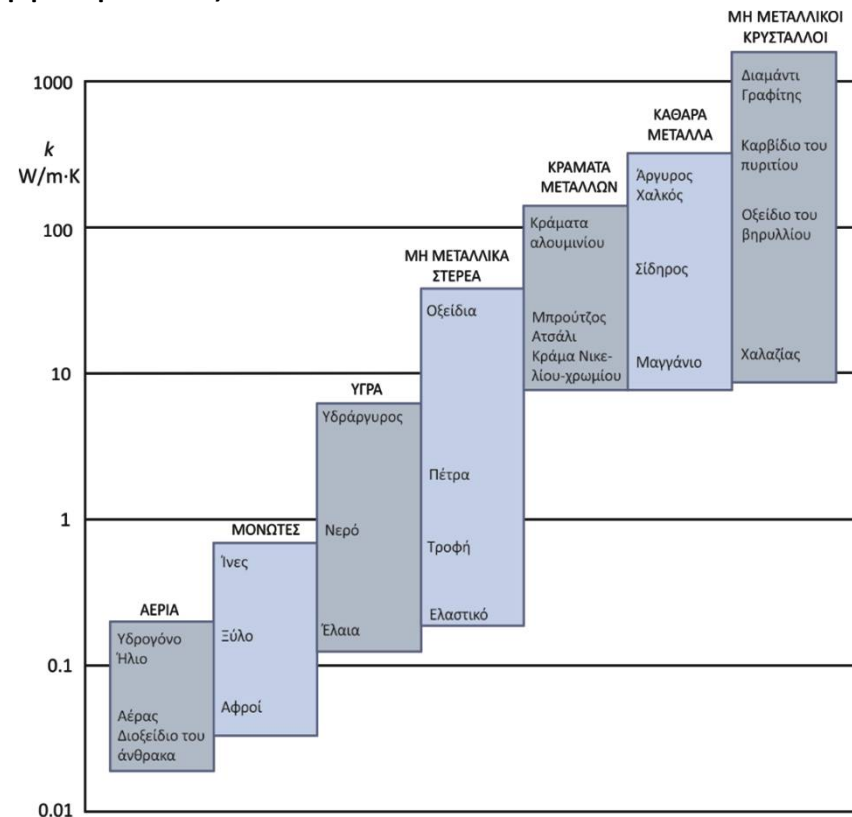 ΜΗ ΜΕΤΑΛΛΙΚΟΙ
ΚΡΥΣΤΑΛΛΟΙ
1000
k
W/m·K
100
10
1
0.1
0.01
ΑΕΡΙΑ
Υδρογόνο
Ήλιο
Αέρας
Διοξείδιο του
άνθρακα
ΜΟΝΩΤΕΣ
Ίνες
Ξύλο
Αφροί
ΥΓΡΑ
Υδράργυρος
Νερό
Έλαια
ΜΗ ΜΕΤΑΛΛΙΚΑ
ΣΤΕΡΕΑ
Οξείδια
Πέτρα
Τροφή
Ελαστικό
ΚΡΑΜΑΤΑ
ΜΕΤΑΛΛΩΝ
Κράματα
αλουμινίου
Μπρούτζος
Ατσάλι
Κράμα Νικε-
λίου-χρωμίου
ΚΑΘΑΡΑ
ΜΕΤΑΛΛΑ
Άργυρος
Χαλκός
Σίδηρος
Μαγγάνιο
Διαμάντι
Γραφίτης
Καρβίδιο του
πυριτίου
Οξείδιο του
βηρυλλίου
Χαλαζίας